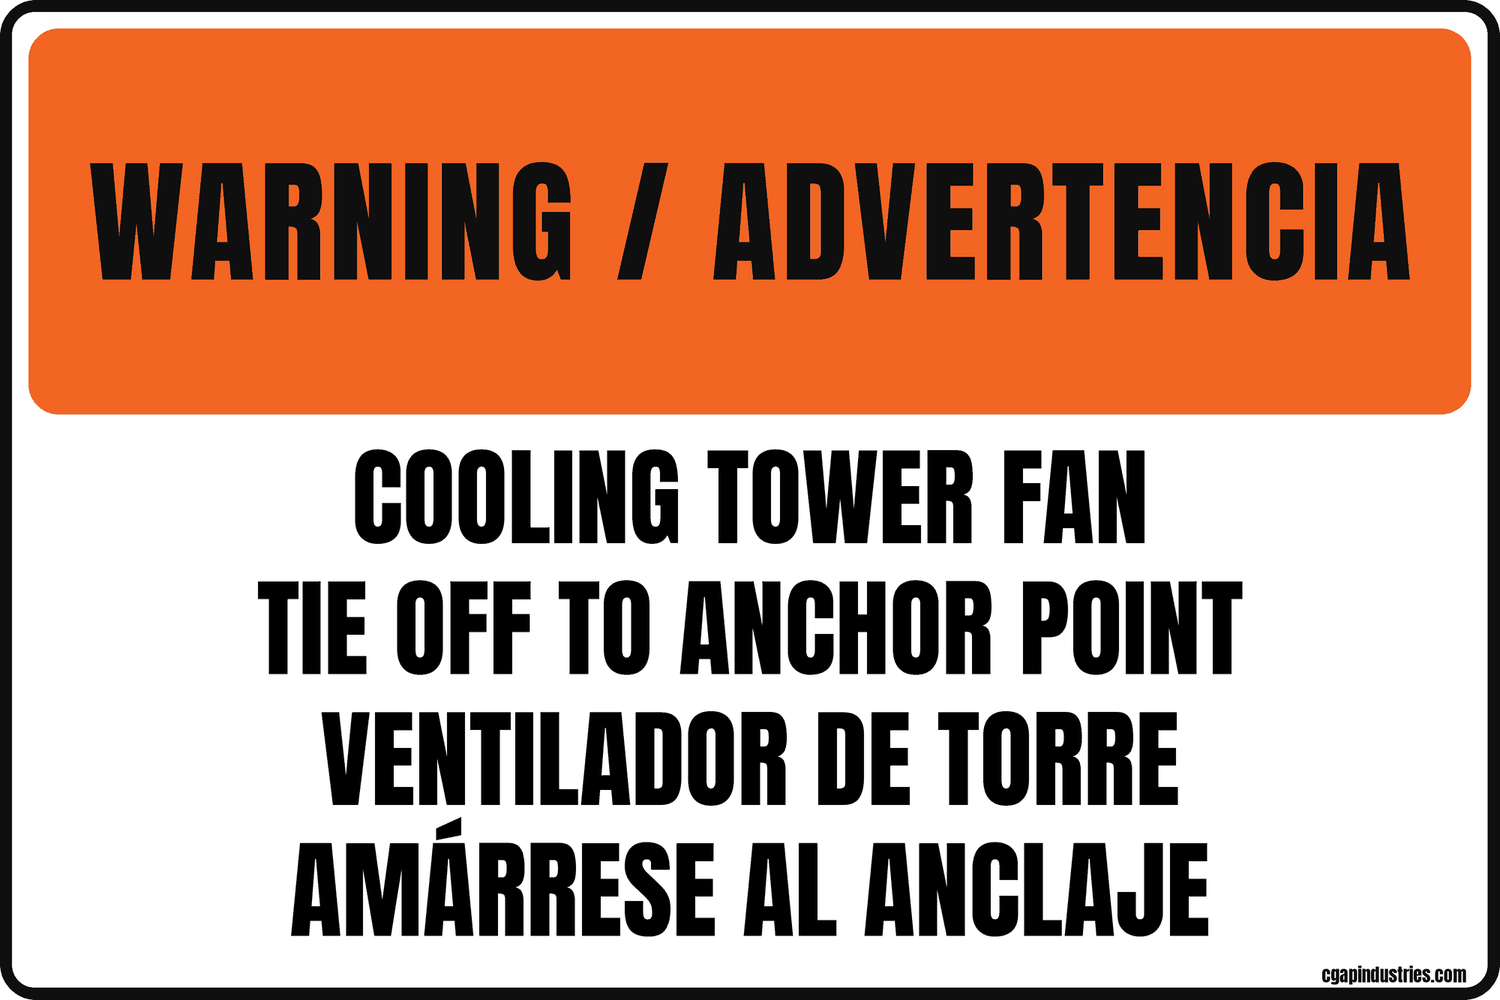 WARNING / ADVERTENCIA
COOLING TOWER FAN
TIE OFF TO ANCHOR POINT
VENTILADOR DE TORRE
AMÁRRESE AL ANCLAJE
cgapindustries.com